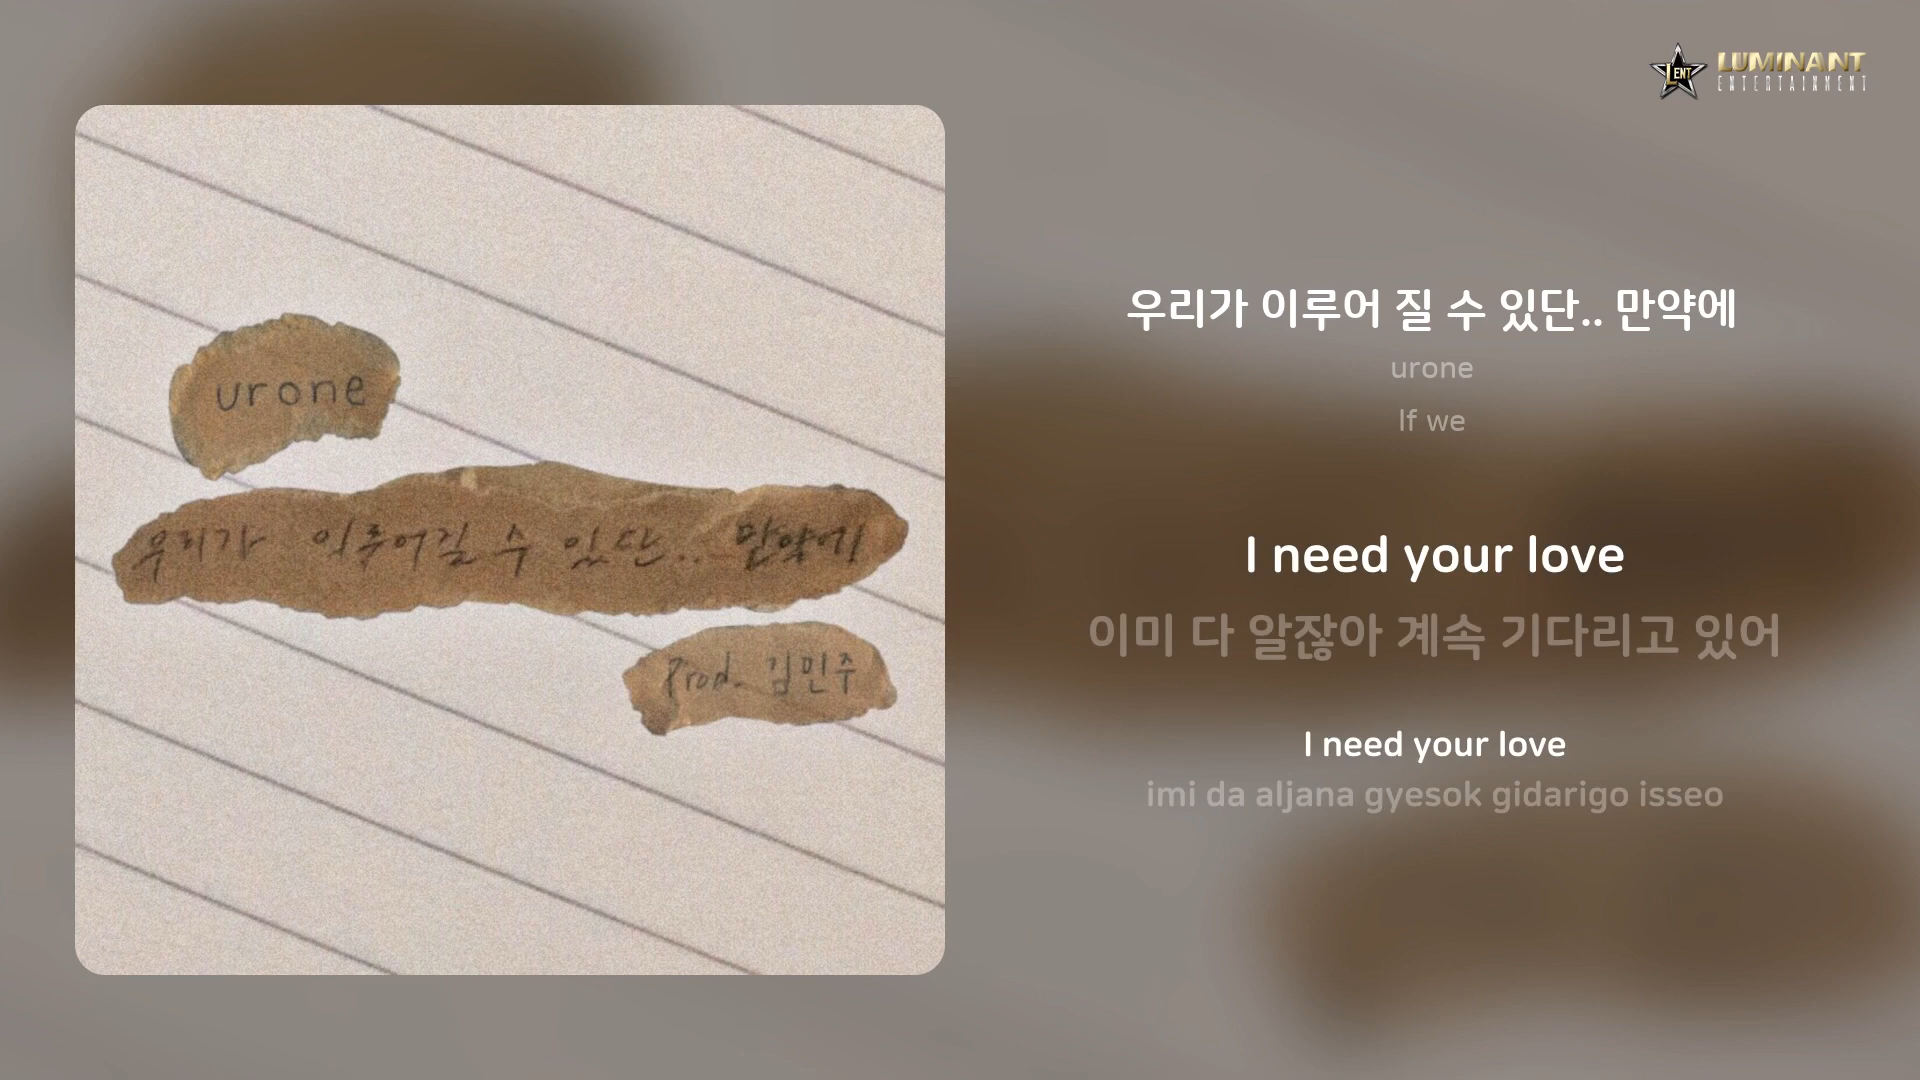 LENT
LUMINANT
ENTERTAINMENT
urone
우리가 이루어질 수 있단.. 만약에
Prod. 김민주
우리가 이루어 질 수 있단.. 만약에
urone
If we
I need your love
이미 다 알잖아 계속 기다리고 있어
I need your love
imi da aljana gyesok gidarigo isseo